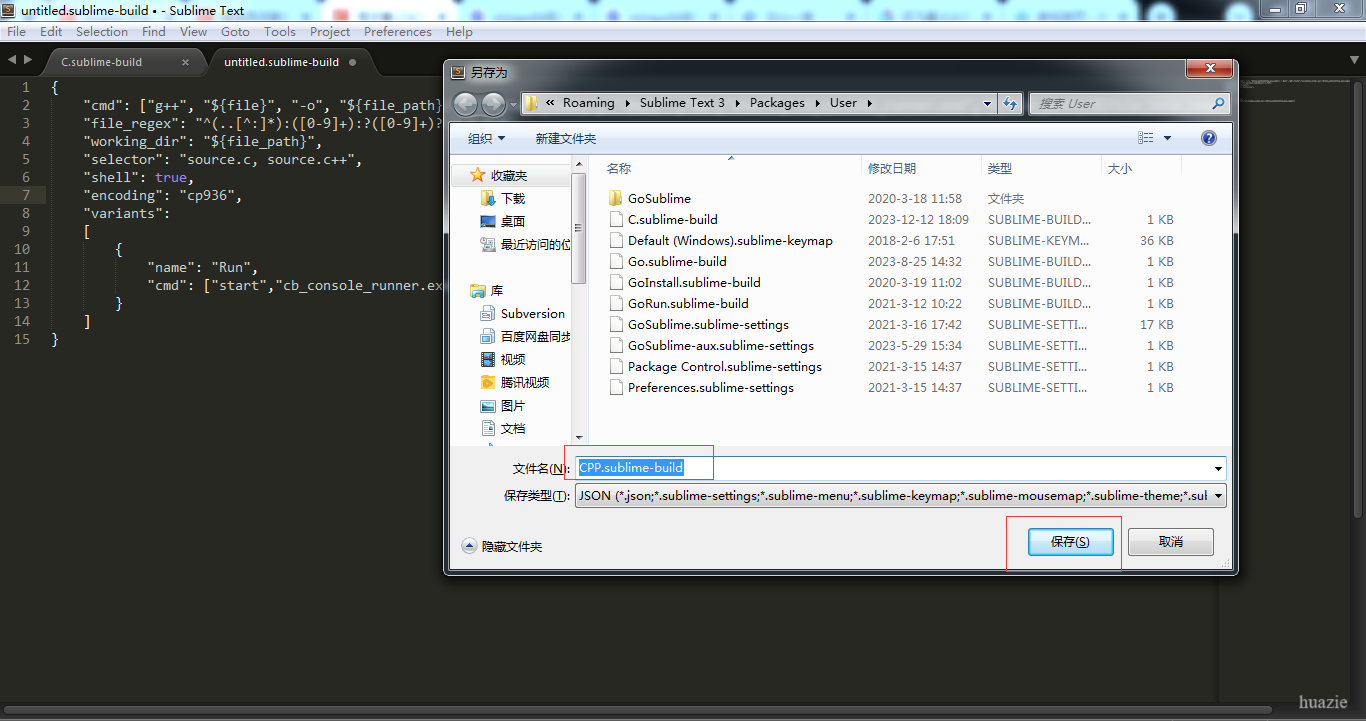 untitled.sublime-build • - Sublime Text
File Edit Selection Find View Goto Tools Project Preferences Help
C.sublime-build × untitled.sublime-build
1 {
2 "cmd": ["g++", "${file}", "-o", "${file_path}
3 "file_regex": "^(..[^:]*):([0-9]+):?([0-9]+)?
4 "working_dir": "${file_path}",
5 "selector": "source.c, source.c++",
6 "shell": true,
7 "encoding": "cp936",
8 "variants":
9 [
10 {
11 "name": "Run",
12 "cmd": ["start","cb_console_runner.ex
13 }
14 ]
15 }
另存为
« Roaming Sublime Text 3 Packages User
搜索 User
组织 新建文件夹
收藏夹
下载
桌面
最近访问的位
库
Subversion
百度网盘同步
视频
腾讯视频
图片
文档
名称 修改日期 类型 大小
GoSublime 2020-3-18 11:58 文件夹
C.sublime-build 2023-12-12 18:09 SUBLIME-BUILD... 1 KB
Default (Windows).sublime-keymap 2018-2-6 17:51 SUBLIME-KEYM... 36 KB
Go.sublime-build 2023-8-25 14:32 SUBLIME-BUILD... 1 KB
GoInstall.sublime-build 2020-3-19 11:02 SUBLIME-BUILD... 1 KB
GoRun.sublime-build 2021-3-12 10:22 SUBLIME-BUILD... 1 KB
GoSublime.sublime-settings 2021-3-16 17:42 SUBLIME-SETTI... 17 KB
GoSublime-aux.sublime-settings 2023-5-29 15:34 SUBLIME-SETTI... 1 KB
Package Control.sublime-settings 2021-3-15 14:37 SUBLIME-SETTI... 1 KB
Preferences.sublime-settings 2021-3-15 14:37 SUBLIME-SETTI... 1 KB
文件名(N): CPP.sublime-build
保存类型(T): JSON (*.json;*.sublime-settings;*.sublime-menu;*.sublime-keymap;*.sublime-mousemap;*.sublime-theme;*.sul
隐藏文件夹
保存(S) 取消
huazie